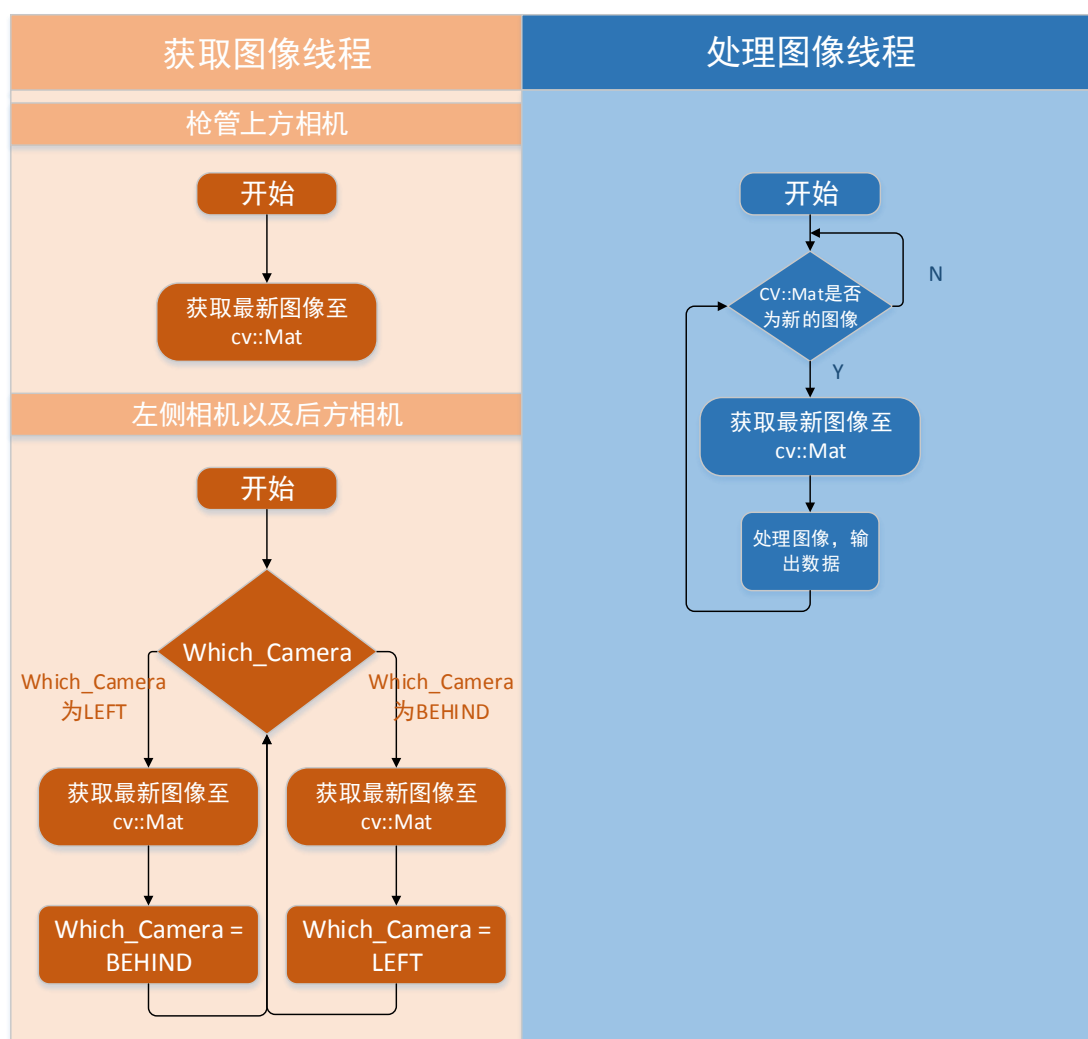 获取图像线程
枪管上方相机
开始
获取最新图像至
cv::Mat
左侧相机以及后方相机
开始
Which_Camera
Which_Camera
为LEFT
Which_Camera
为BEHIND
获取最新图像至
cv::Mat
获取最新图像至
cv::Mat
Which_Camera =
BEHIND
Which_Camera =
LEFT
处理图像线程
开始
CV::Mat是否
为新的图像
N
Y
获取最新图像至
cv::Mat
处理图像，输
出数据